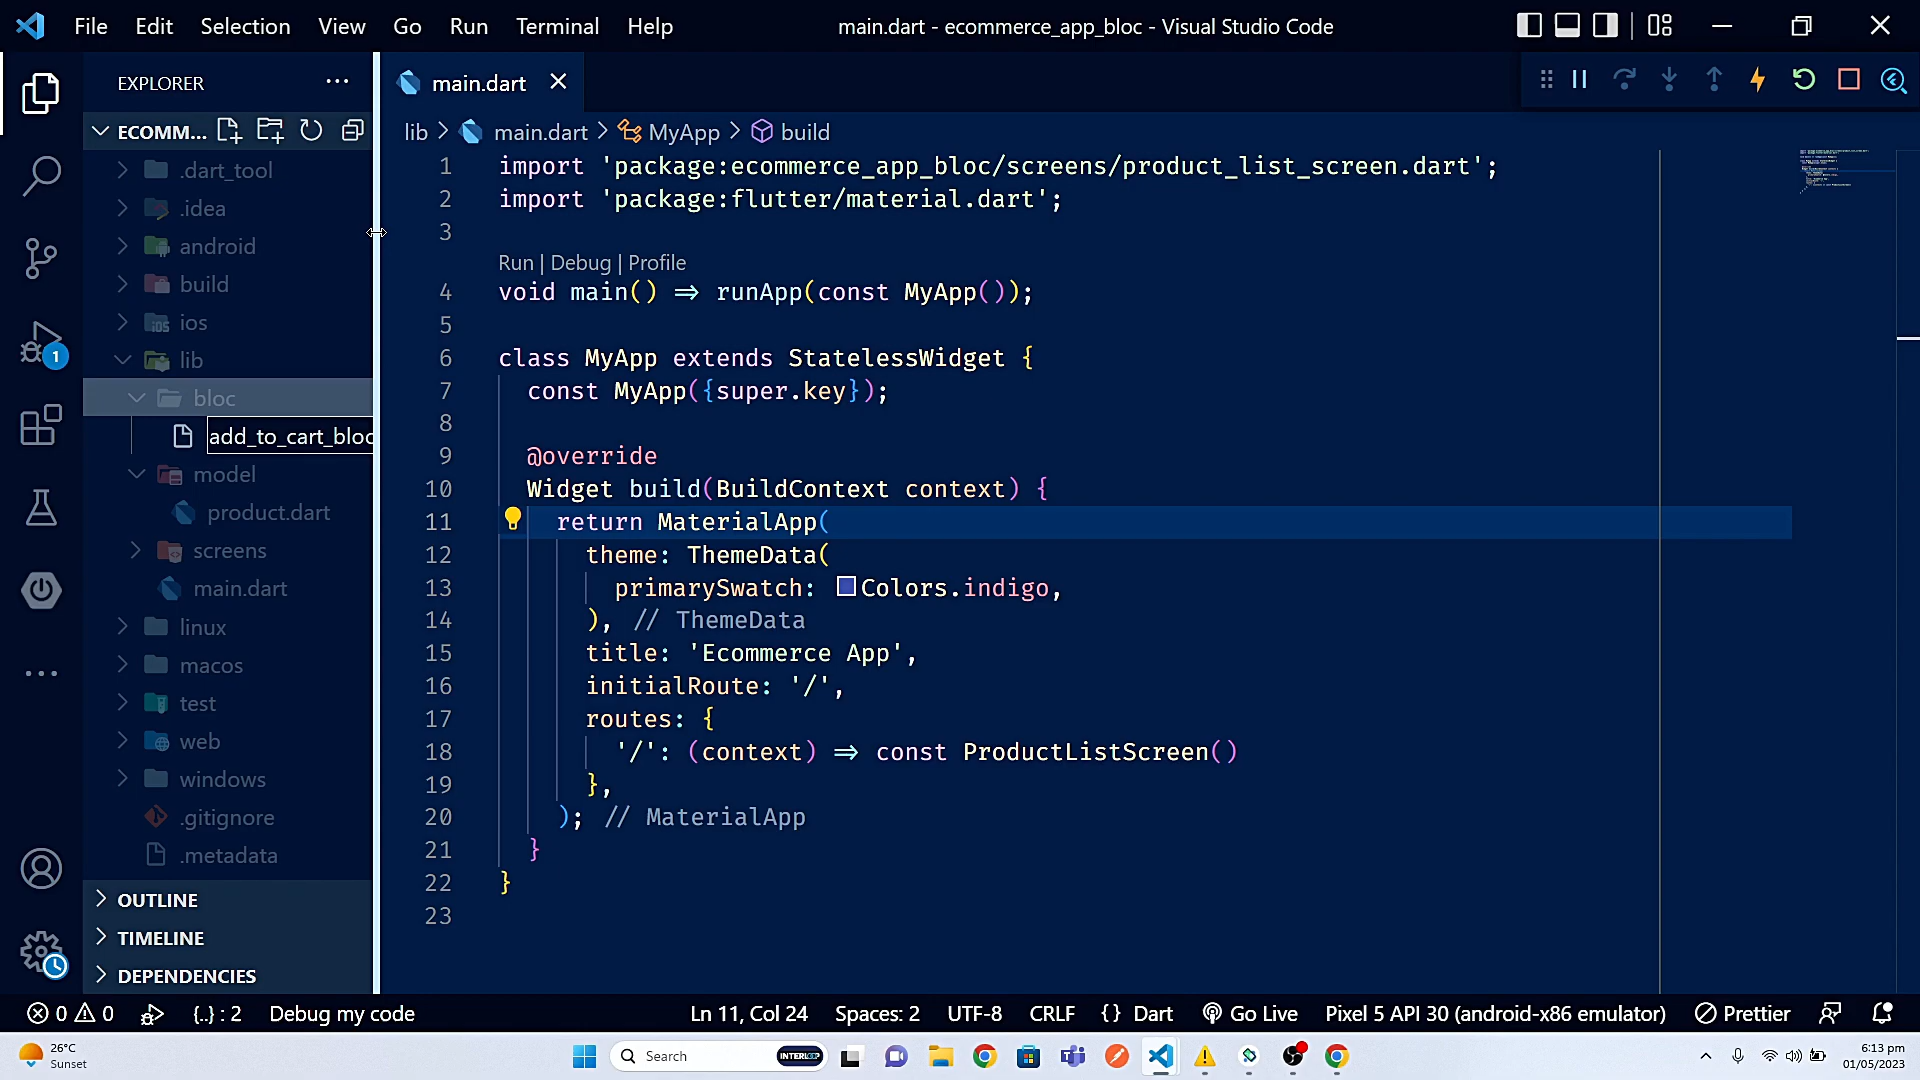 File Edit Selection View Go Run Terminal Help
main.dart - ecommerce_app_bloc - Visual Studio Code
EXPLORER
ECOMM...
.dart_tool
.idea
android
build
ios
lib
bloc
add_to_cart_bloc
model
product.dart
screens
main.dart
linux
macos
test
web
windows
.gitignore
.metadata
OUTLINE
TIMELINE
DEPENDENCIES
1
main.dart
lib > main.dart > MyApp > build
1 import 'package:ecommerce_app_bloc/screens/product_list_screen.dart';
2 import 'package:flutter/material.dart';
3
Run | Debug | Profile
4 void main() => runApp(const MyApp());
5
6 class MyApp extends StatelessWidget {
7 const MyApp({super.key});
8
9 @override
10 Widget build(BuildContext context) {
11 return MaterialApp(
12 theme: ThemeData(
13 primarySwatch: Colors.indigo,
14 ), // ThemeData
15 title: 'Ecommerce App',
16 initialRoute: '/',
17 routes: {
18 '/': (context) => const ProductListScreen()
19 },
20 ); // MaterialApp
21 }
22 }
23
0 0 {..} : 2 Debug my code Ln 11, Col 24 Spaces: 2 UTF-8 CRLF {} Dart Go Live Pixel 5 API 30 (android-x86 emulator) Prettier
26°C
Sunset
Search
INTERLOP
6:13 pm
01/05/2023